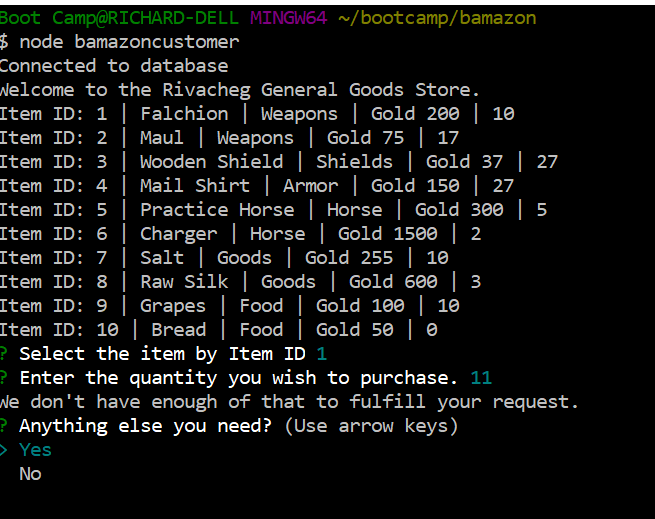 Boot Camp@RICHARD-DELL MINGW64 ~/bootcamp/bamazon
$ node bamazoncustomer
Connected to database
Welcome to the Rivacheg General Goods Store.
Item ID: 1 | Falchion | Weapons | Gold 200 | 10
Item ID: 2 | Maul | Weapons | Gold 75 | 17
Item ID: 3 | Wooden Shield | Shields | Gold 37 | 27
Item ID: 4 | Mail Shirt | Armor | Gold 150 | 27
Item ID: 5 | Practice Horse | Horse | Gold 300 | 5
Item ID: 6 | Charger | Horse | Gold 1500 | 2
Item ID: 7 | Salt | Goods | Gold 255 | 10
Item ID: 8 | Raw Silk | Goods | Gold 600 | 3
Item ID: 9 | Grapes | Food | Gold 100 | 10
Item ID: 10 | Bread | Food | Gold 50 | 0
? Select the item by Item ID 1
? Enter the quantity you wish to purchase. 11
We don't have enough of that to fulfill your request.
? Anything else you need? (Use arrow keys)
> Yes
No